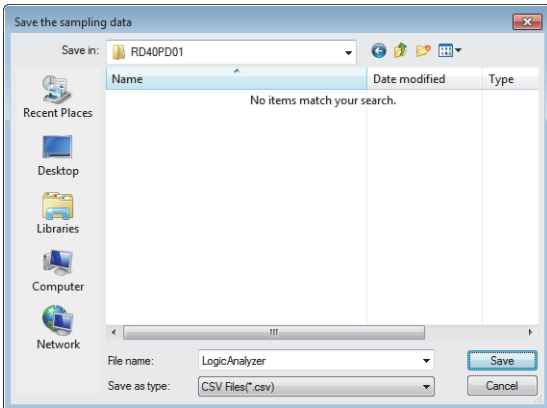 Save the sampling data
Save in: RD40PD01
Name Date modified Type
No items match your search.
Recent Places
Desktop
Libraries
Computer
Network
File name: LogicAnalyzer Save
Save as type: CSV Files(*.csv) Cancel